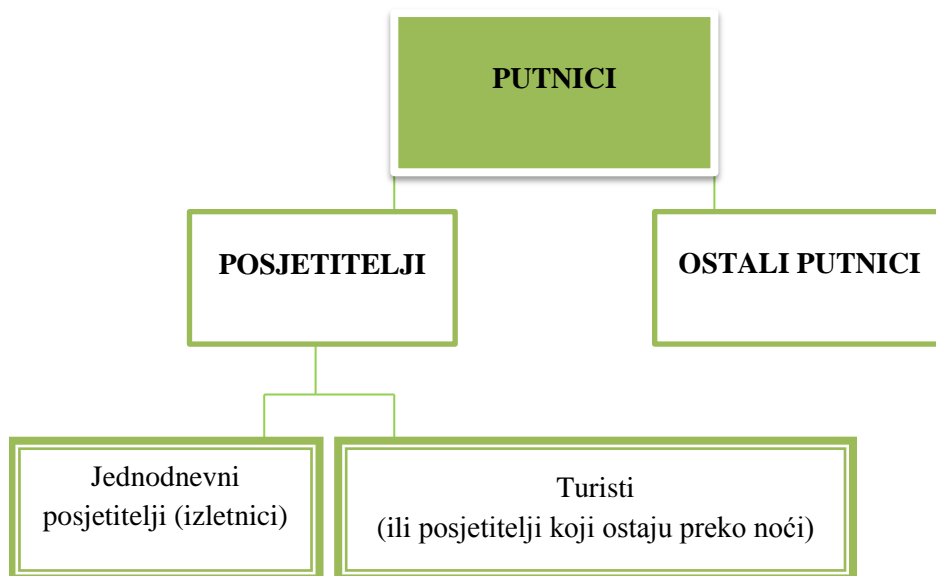 PUTNICI
POSJETITELJI
OSTALI PUTNICI
Jednodnevni
posjetitelji (izletnici)
Turisti
(ili posjetitelji koji ostaju preko noći)